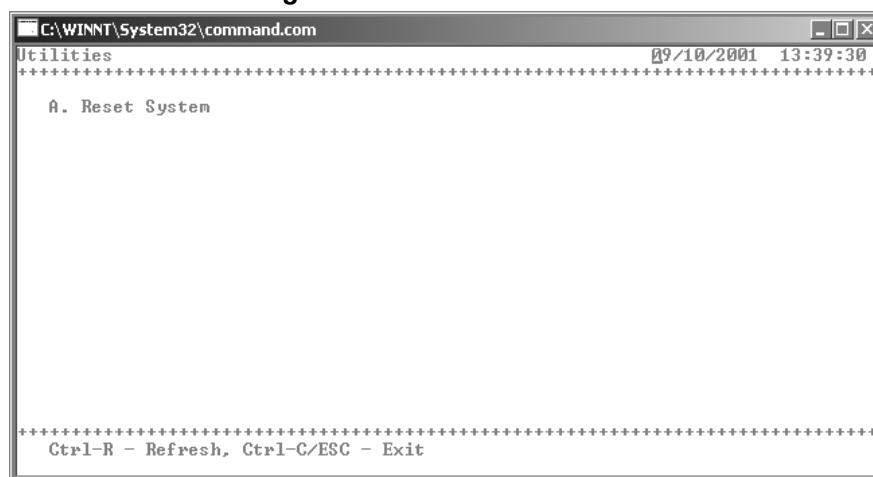 C:\WINNT\System32\command.com
Utilities 09/10/2001 13:39:30
++++++++++++++++++++++++++++++++++++++++++++++++++++++++++++++++++++++++++++++++
A. Reset System
++++++++++++++++++++++++++++++++++++++++++++++++++++++++++++++++++++++++++++++++
Ctrl-R - Refresh, Ctrl-C/ESC - Exit